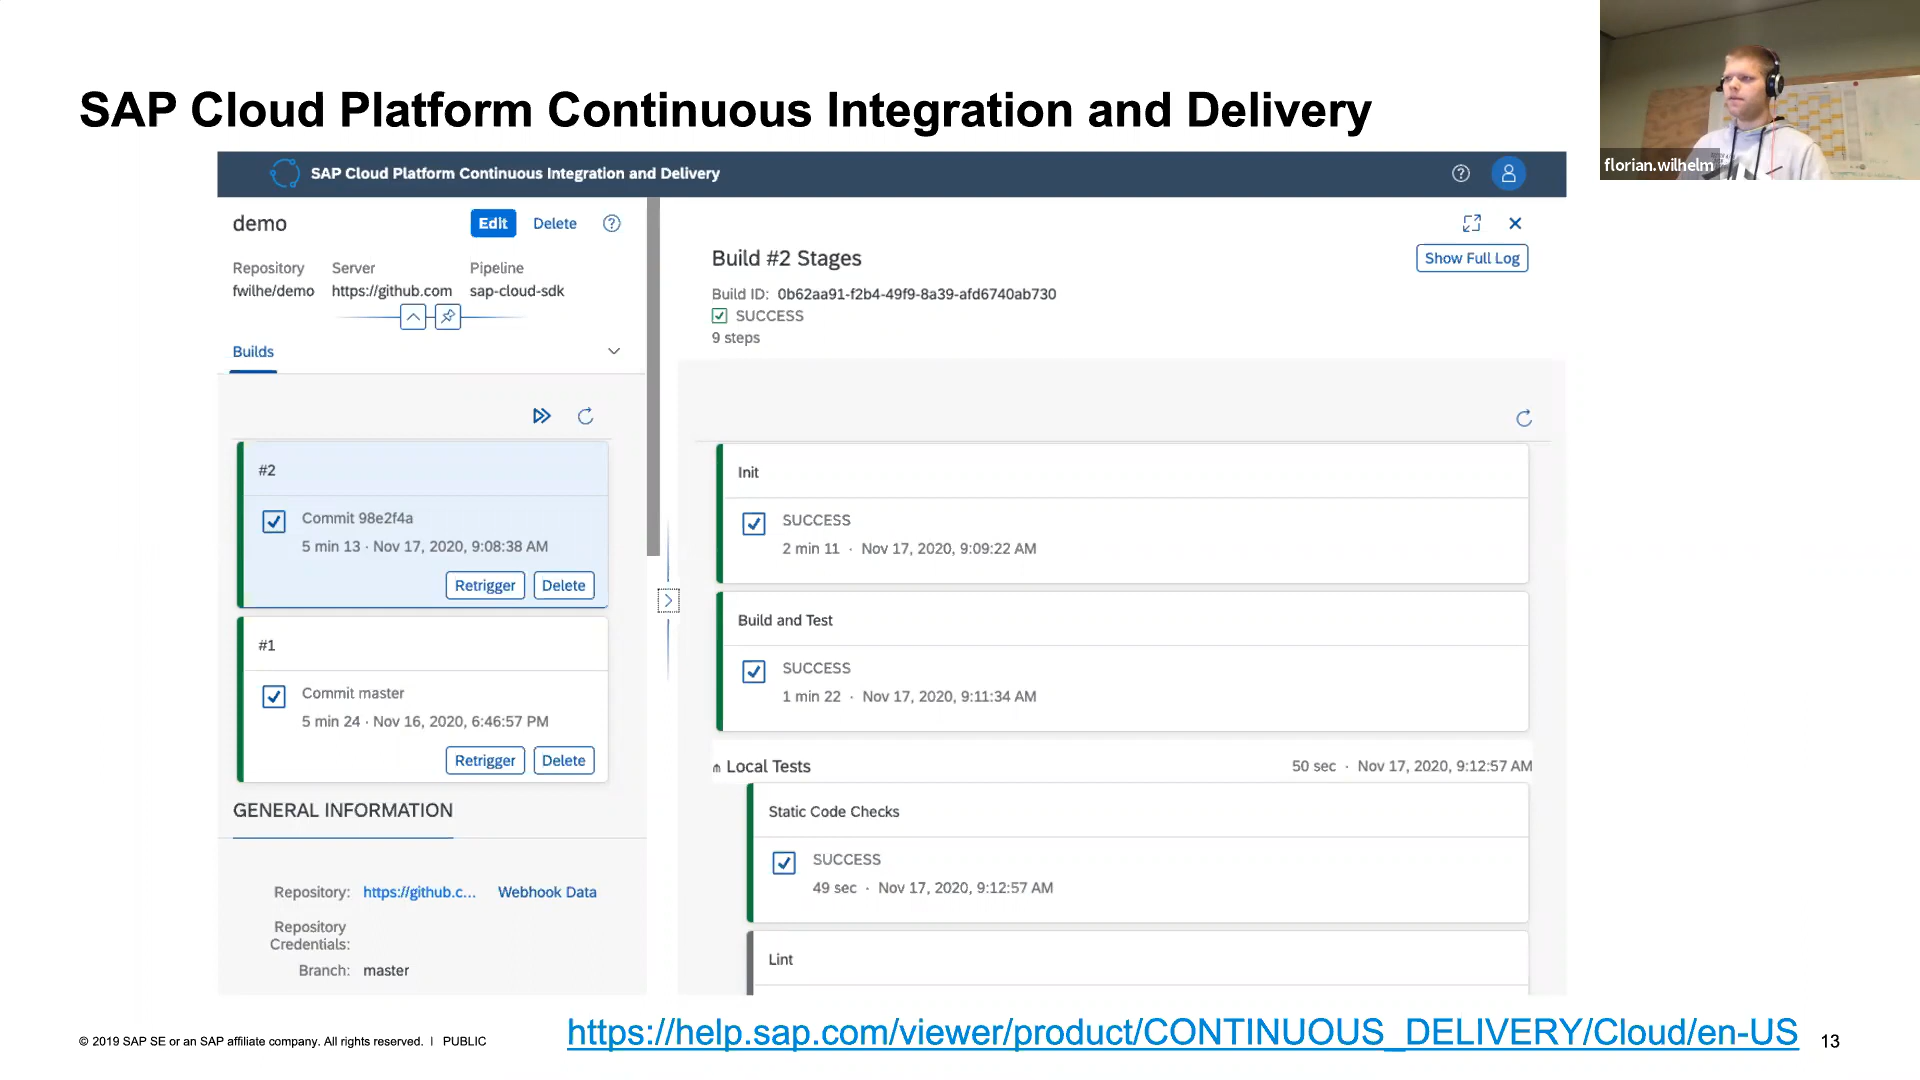 SAP Cloud Platform Continuous Integration and Delivery
florian.wilhelm
SAP Cloud Platform Continuous Integration and Delivery
demo
Edit
Delete
Repository
Server
Pipeline
fwilhe/demo
https://github.com
sap-cloud-sdk
Builds
#2
Commit 98e2f4a
5 min 13 · Nov 17, 2020, 9:08:38 AM
Retrigger
Delete
#1
Commit master
5 min 24 · Nov 16, 2020, 6:46:57 PM
Retrigger
Delete
GENERAL INFORMATION
Repository: https://github.c... Webhook Data
Repository
Credentials:
Branch: master
Build #2 Stages
Show Full Log
Build ID: 0b62aa91-f2b4-49f9-8a39-afd6740ab730
SUCCESS
9 steps
Init
SUCCESS
2 min 11 · Nov 17, 2020, 9:09:22 AM
Build and Test
SUCCESS
1 min 22 · Nov 17, 2020, 9:11:34 AM
Local Tests
50 sec · Nov 17, 2020, 9:12:57 AM
Static Code Checks
SUCCESS
49 sec · Nov 17, 2020, 9:12:57 AM
Lint
© 2019 SAP SE or an SAP affiliate company. All rights reserved. | PUBLIC
https://help.sap.com/viewer/product/CONTINUOUS_DELIVERY/Cloud/en-US
13